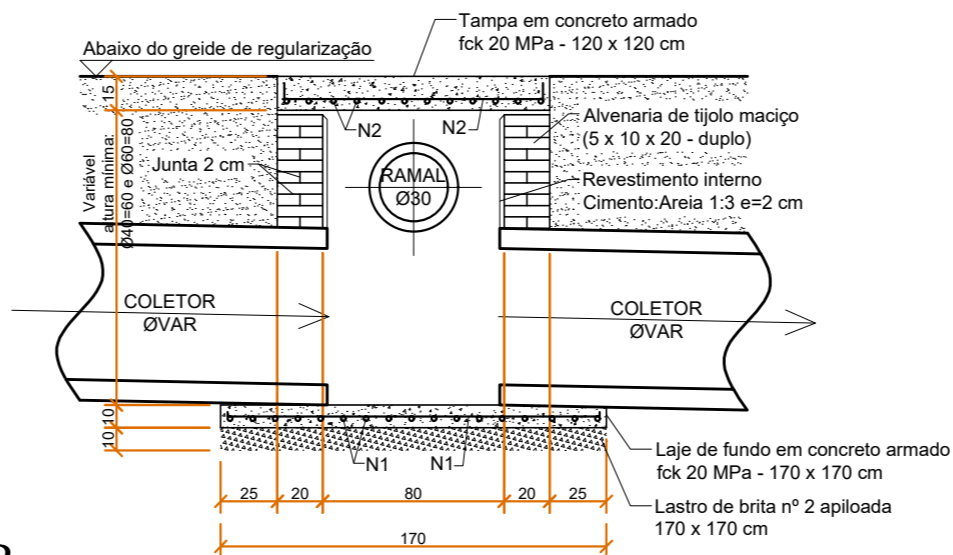 Tampa em concreto armado
fck 20 MPa - 120 x 120 cm
Abaixo do greide de regularização
15
N2
N2
Alvenaria de tijolo maciço
(5 x 10 x 20 - duplo)
Junta 2 cm
RAMAL
Ø30
Revestimento interno
Cimento:Areia 1:3 e=2 cm
Variável
altura mínima:
Ø40=60 e Ø60=80
COLETOR
ØVAR
COLETOR
ØVAR
10
10
N1
N1
Laje de fundo em concreto armado
fck 20 MPa - 170 x 170 cm
Lastro de brita nº 2 apiloada
170 x 170 cm
25
20
80
20
25
170